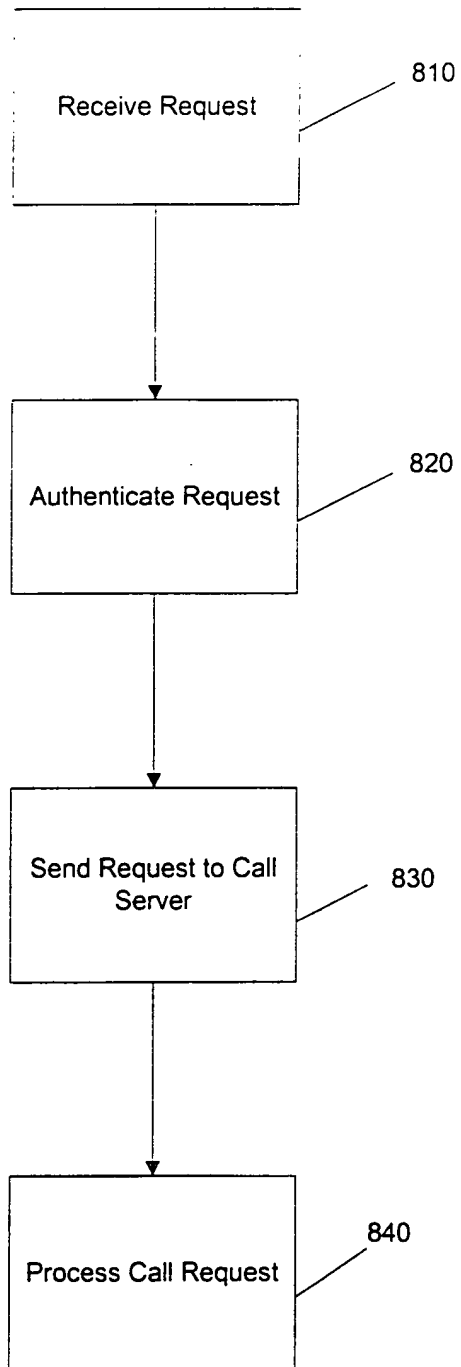 Receive Request
810
Authenticate Request
820
Send Request to Call
Server
830
Process Call Request
840